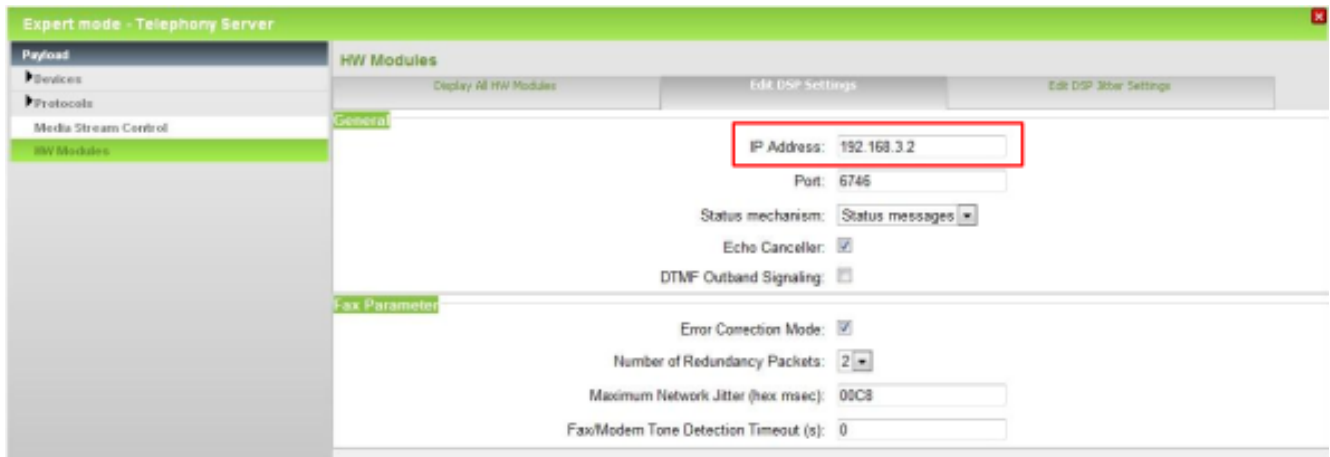 Expert mode - Telephony Server
Payload
Devices
Protocols
Media Stream Control
HW Modules
HW Modules
Display All HW Modules
Edit DSP Settings
Edit DSP Jitter Settings
General
IP Address: 192.168.3.2
Port: 6746
Status mechanism: Status messages
Echo Canceller:
DTMF Outband Signaling:
Fax Parameter
Error Correction Mode:
Number of Redundancy Packets: 2
Maximum Network Jitter (hex msec): 00C8
Fax/Modem Tone Detection Timeout (s): 0